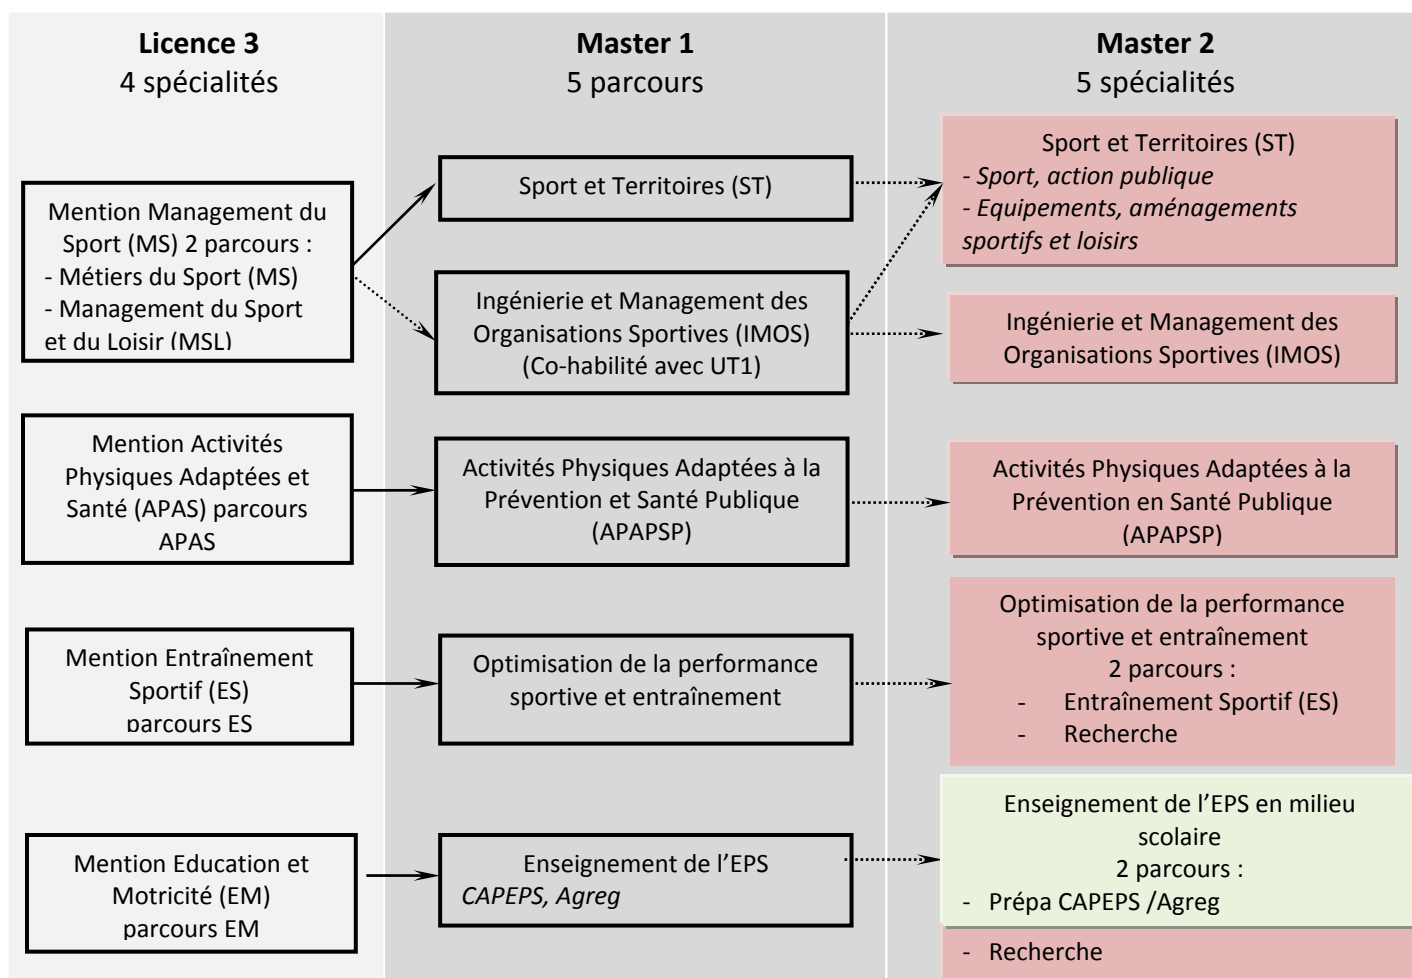 Licence 3
4 spécialités
Mention Management du
Sport (MS) 2 parcours :
- Métiers du Sport (MS)
- Management du Sport
et du Loisir (MSL)
Mention Activités
Physiques Adaptées et
Santé (APAS) parcours
APAS
Mention Entraînement
Sportif (ES)
parcours ES
Mention Education et
Motricité (EM)
parcours EM
Master 1
5 parcours
Sport et Territoires (ST)
Ingénierie et Management des
Organisations Sportives (IMOS)
(Co-habilité avec UT1)
Activités Physiques Adaptées à la
Prévention et Santé Publique
(APAPSP)
Optimisation de la performance
sportive et entraînement
Enseignement de l’EPS
CAPEPS, Agreg
Master 2
5 spécialités
Sport et Territoires (ST)
- Sport, action publique
- Equipements, aménagements
sportifs et loisirs
Ingénierie et Management des
Organisations Sportives (IMOS)
Activités Physiques Adaptées à la
Prévention en Santé Publique
(APAPSP)
Optimisation de la performance
sportive et entraînement
2 parcours :
- Entraînement Sportif (ES)
- Recherche
Enseignement de l’EPS en milieu
scolaire
2 parcours :
- Prépa CAPEPS /Agreg
- Recherche